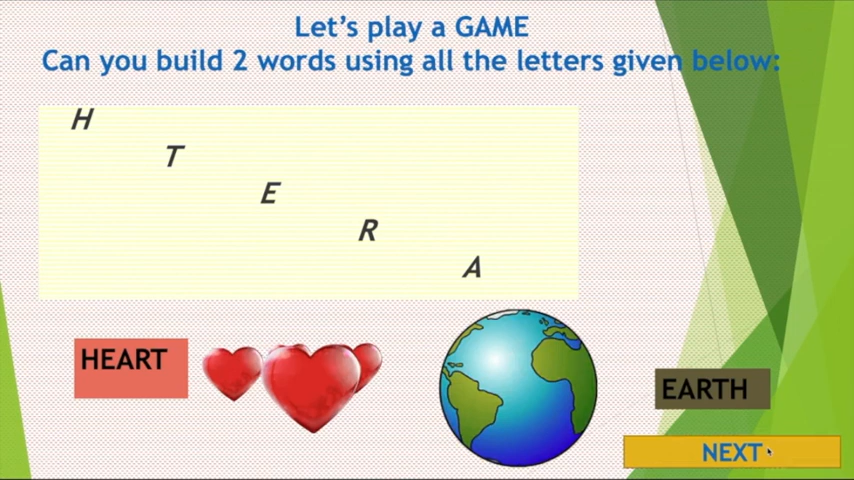 Let's play a GAME
Can you build 2 words using all the letters given below:
H
T
E
R
A
HEART
EARTH
NEXT